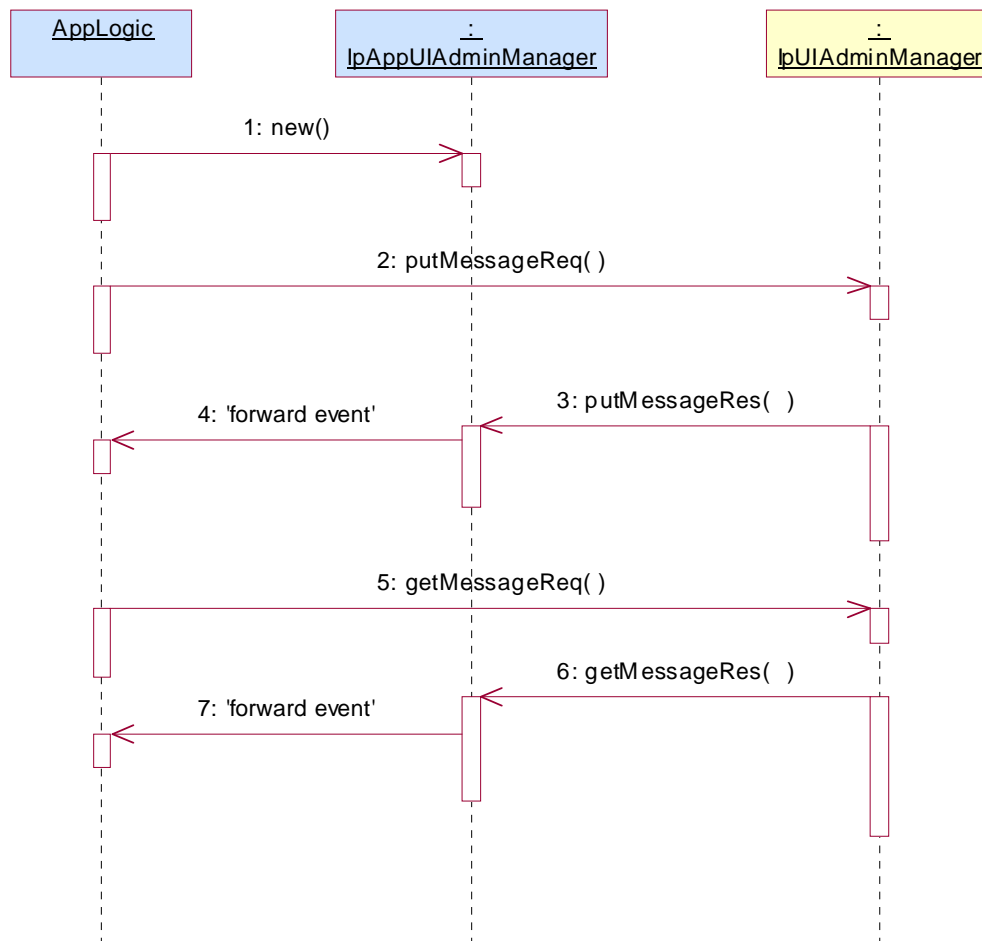 AppLogic
:
IpAppUIAdminManager
:
IpUIAdminManager
1: new()
2: putMessageReq( )
3: putMessageRes(  )
4: 'forward event'
5: getMessageReq( )
6: getMessageRes(  )
7: 'forward event'